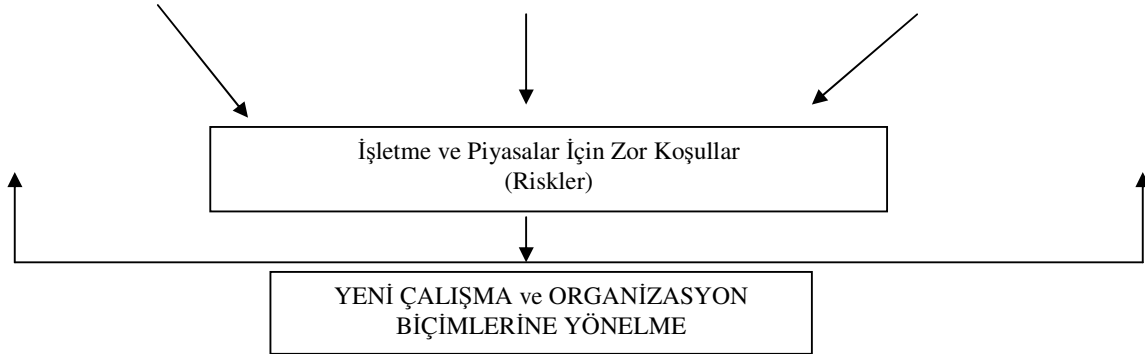 İşletme ve Piyasalar İçin Zor Koşullar
(Riskler)
YENİ ÇALIŞMA ve ORGANİZASYON
BİÇİMLERİNE YÖNELME